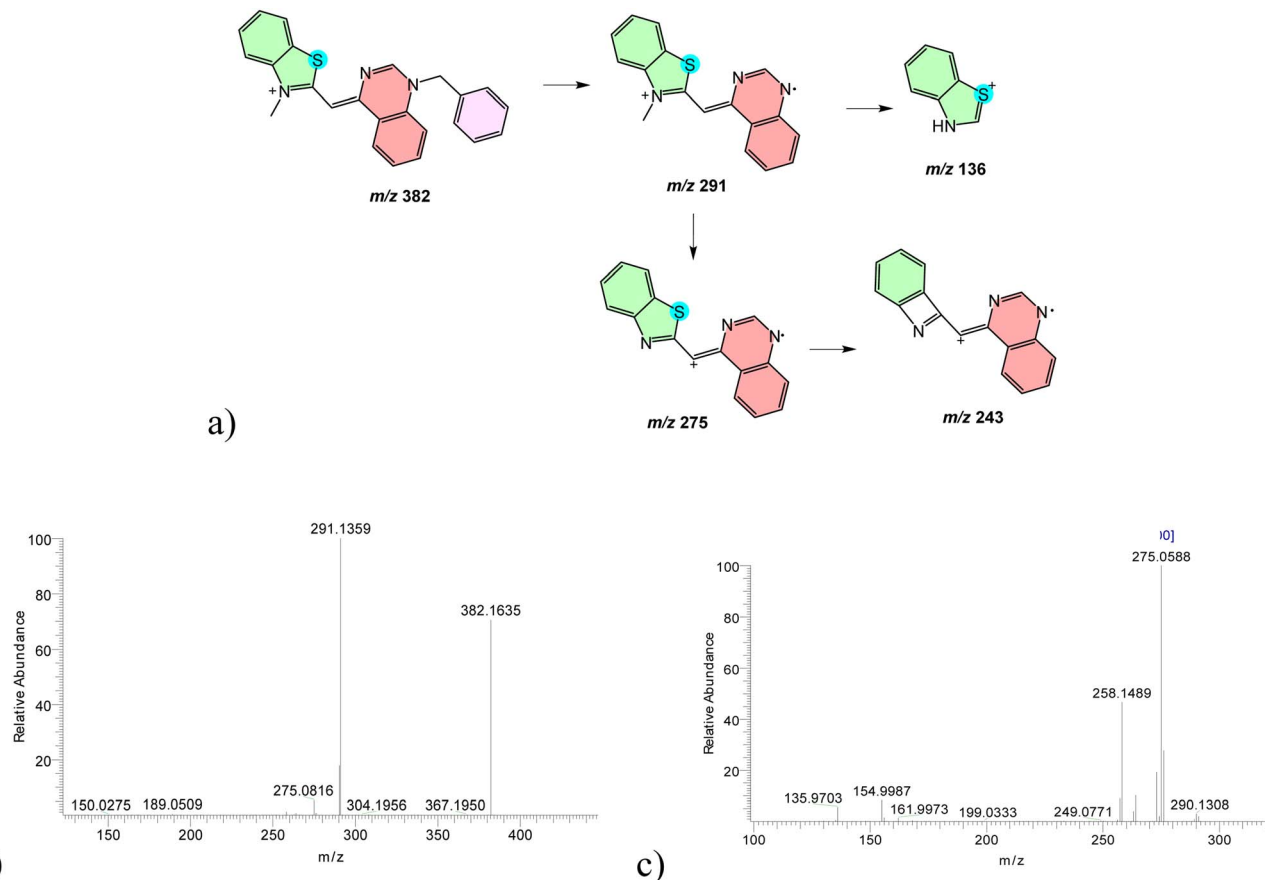 S
N
+
N
N
m/z 382
S
N
+
N
N·
m/z 291
S+
HN
m/z 136
S
N
N
N·
+
m/z 275
N
N
N·
+
m/z 243
a)
291.1359
382.1635
275.0816
150.0275 189.0509 304.1956 367.1950
100
80
60
40
20
Relative Abundance
150 200 250 300 350 400
m/z
)
00]
275.0588
258.1489
135.9703 154.9987
161.9973 199.0333 249.0771 290.1308
100
80
60
40
20
Relative Abundance
100 150 200 250 300
m/z
c)